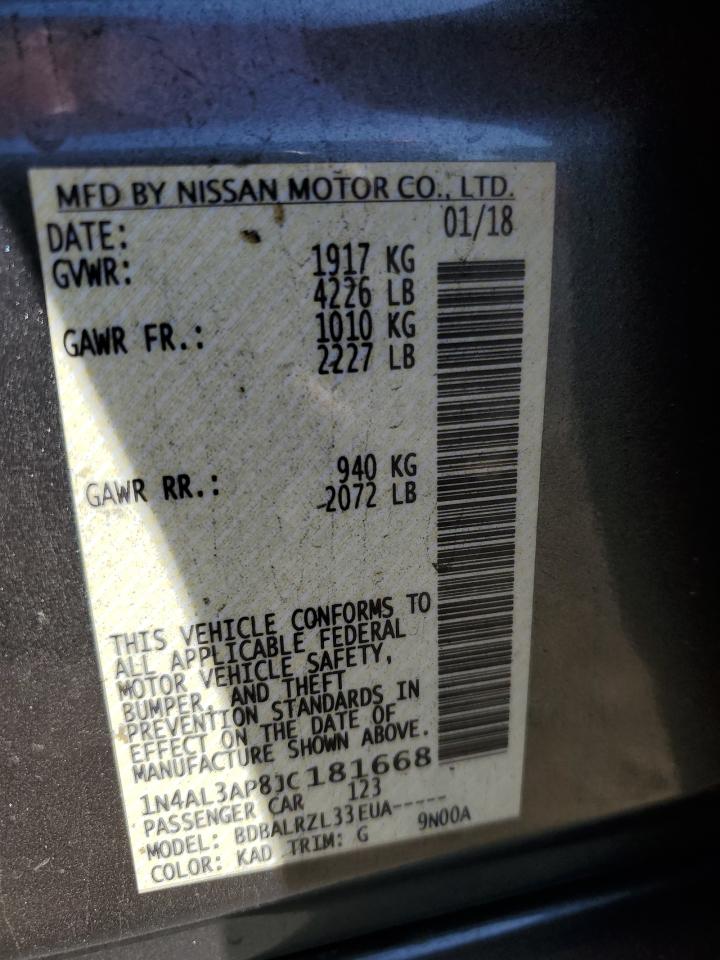 MFD BY NISSAN MOTOR CO., LTD.
DATE: 01/18
GVWR: 1917 KG
4226 LB
GAWR FR.: 1010 KG
2227 LB
GAWR RR.: 940 KG
2072 LB
THIS VEHICLE CONFORMS TO
ALL APPLICABLE FEDERAL
MOTOR VEHICLE SAFETY,
BUMPER, AND THEFT
PREVENTION STANDARDS IN
EFFECT ON THE DATE OF
MANUFACTURE SHOWN ABOVE.
1N4AL3AP8JC181668
PASSENGER CAR 123
MODEL: BDBALRZL33EUA-----
COLOR: KAD TRIM: G 9N00A